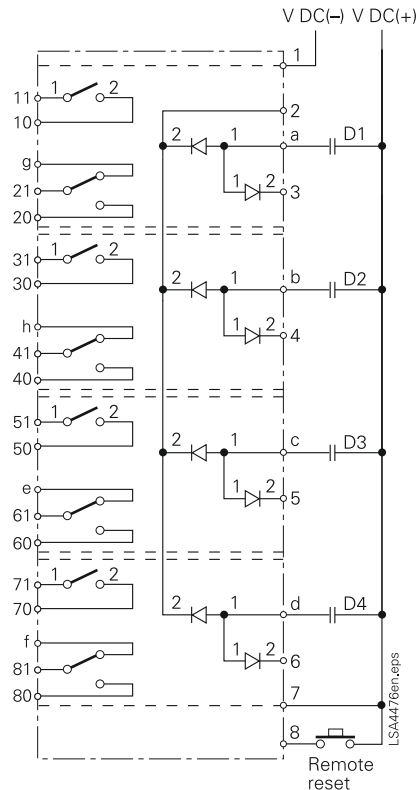 V DC(–) V DC(+)
1
11 1 2
10
2
2 1 a D1
g
21
1 2 3
20
31 1 2
30
2 1 b D2
h
41
1 2 4
40
51 1 2
50
2 1 c D3
e
61
1 2 5
60
71 1 2
70
2 1 d D4
f
81
1 2 6
80
7
8
Remote
reset
LSA4476en.eps